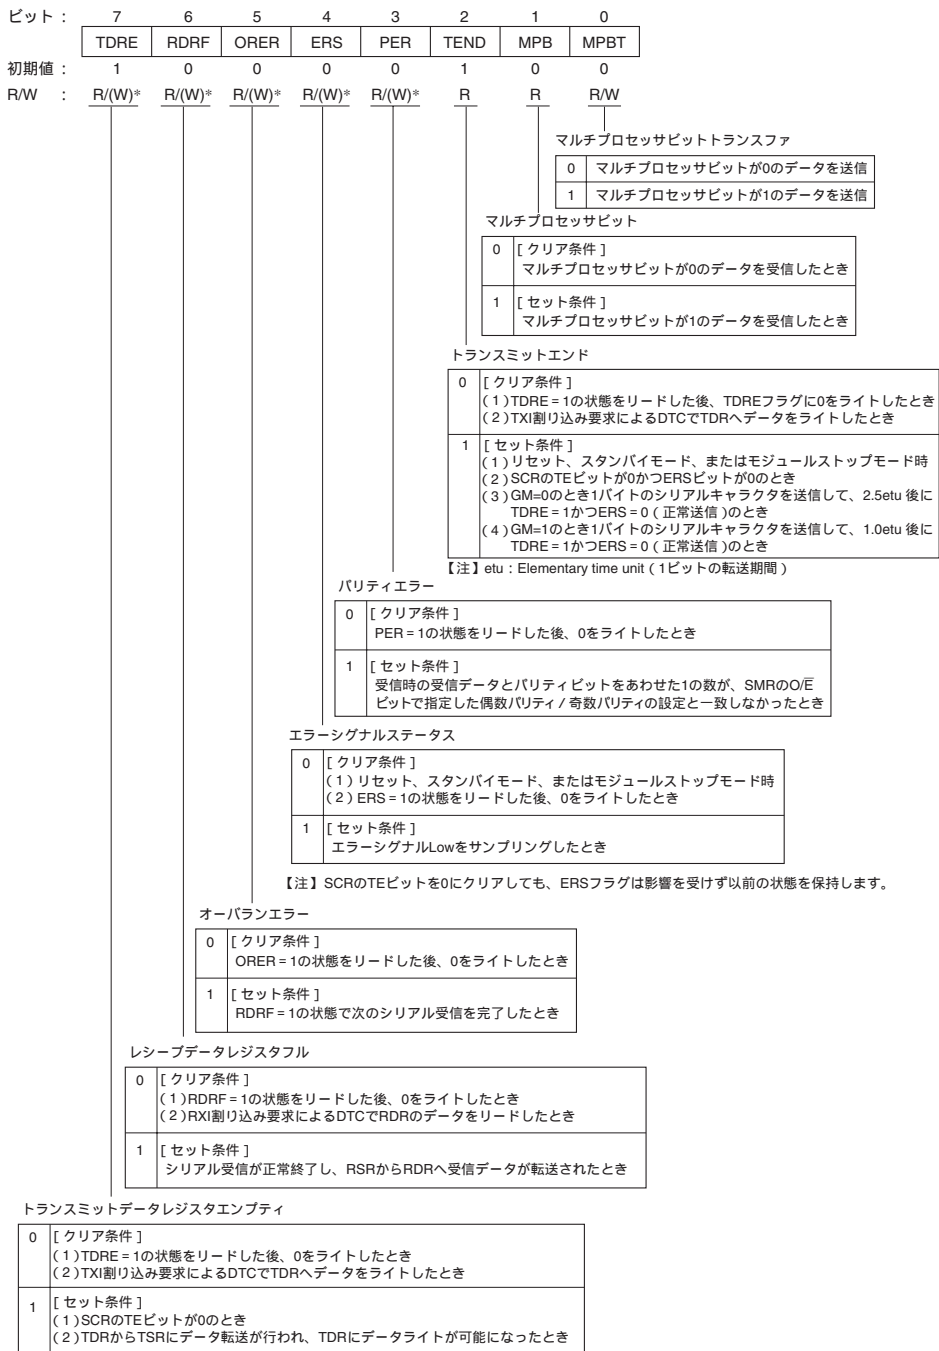 ビット : 7 6 5 4 3 2 1 0
TDRE RDRF ORER ERS PER TEND MPB MPBT
初期値 : 1 0 0 0 0 1 0 0
R/W : R/(W)* R/(W)* R/(W)* R/(W)* R/(W)* R R R/W
マルチプロセッサビットトランスファ
0 マルチプロセッサビットが0のデータを送信
1 マルチプロセッサビットが1のデータを送信
マルチプロセッサビット
0 [ クリア条件 ]
マルチプロセッサビットが0のデータを受信したとき
1 [ セット条件 ]
マルチプロセッサビットが1のデータを受信したとき
トランスミットエンド
0 [ クリア条件 ]
(1)TDRE = 1の状態をリードした後、TDREフラグに0をライトしたとき
(2)TXI割り込み要求によるDTCでTDRへデータをライトしたとき
1 [ セット条件 ]
(1)リセット、スタンバイモード、またはモジュールストップモード時
(2)SCRのTEビットが0かつERSビットが0のとき
(3)GM=0のとき1バイトのシリアルキャラクタを送信して、2.5etu 後に
TDRE = 1かつERS = 0 ( 正常送信 )のとき
(4)GM=1のとき1バイトのシリアルキャラクタを送信して、1.0etu 後に
TDRE = 1かつERS = 0 ( 正常送信 )のとき
【注】etu : Elementary time unit ( 1ビットの転送期間 )
パリティエラー
0 [ クリア条件 ]
PER = 1の状態をリードした後、0をライトしたとき
1 [ セット条件 ]
受信時の受信データとパリティビットをあわせた1の数が、SMRのO/E̅
ビットで指定した偶数パリティ / 奇数パリティの設定と一致しなかったとき
エラーシグナルステータス
0 [ クリア条件 ]
(1)リセット、スタンバイモード、またはモジュールストップモード時
(2)ERS = 1の状態をリードした後、0をライトしたとき
1 [ セット条件 ]
エラーシグナルLowをサンプリングしたとき
【注】SCRのTEビットを0にクリアしても、ERSフラグは影響を受けず以前の状態を保持します。
オーバランエラー
0 [ クリア条件 ]
ORER = 1の状態をリードした後、0をライトしたとき
1 [ セット条件 ]
RDRF = 1の状態で次のシリアル受信を完了したとき
レシーブデータレジスタフル
0 [ クリア条件 ]
(1)RDRF = 1の状態をリードした後、0をライトしたとき
(2)RXI割り込み要求によるDTCでRDRのデータをリードしたとき
1 [ セット条件 ]
シリアル受信が正常終了し、RSRからRDRへ受信データが転送されたとき
トランスミットデータレジスタエンプティ
0 [ クリア条件 ]
(1)TDRE = 1の状態をリードした後、0をライトしたとき
(2)TXI割り込み要求によるDTCでTDRへデータをライトしたとき
1 [ セット条件 ]
(1)SCRのTEビットが0のとき
(2)TDRからTSRにデータ転送が行われ、TDRにデータライトが可能になったとき